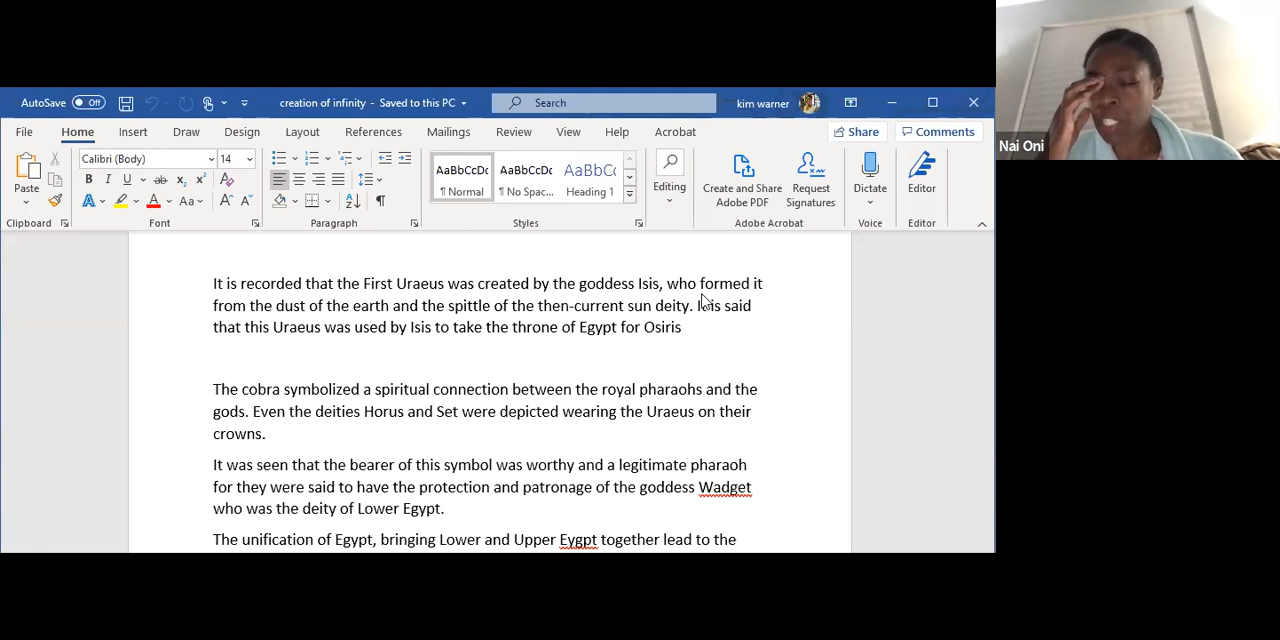 AutoSave Off creation of infinity - Saved to this PC Search kim warner
File Home Insert Draw Design Layout References Mailings Review View Help Acrobat Share Comments
Nai Oni
Calibri (Body) 14
AaBbCcDc AaBbCcDc AaBbCc
Paste
B I U ab x₂ x²
¶ Normal ¶ No Spac... Heading 1
Editing
Create and Share Adobe PDF
Request Signatures
Dictate
Editor
A A Aa A A
Clipboard Font Paragraph Styles Adobe Acrobat Voice Editor
It is recorded that the First Uraeus was created by the goddess Isis, who formed it
from the dust of the earth and the spittle of the then-current sun deity. is said
that this Uraeus was used by Isis to take the throne of Egypt for Osiris
The cobra symbolized a spiritual connection between the royal pharaohs and the
gods. Even the deities Horus and Set were depicted wearing the Uraeus on their
crowns.
It was seen that the bearer of this symbol was worthy and a legitimate pharaoh
for they were said to have the protection and patronage of the goddess Wadget
who was the deity of Lower Egypt.
The unification of Egypt, bringing Lower and Upper Eygpt together lead to the